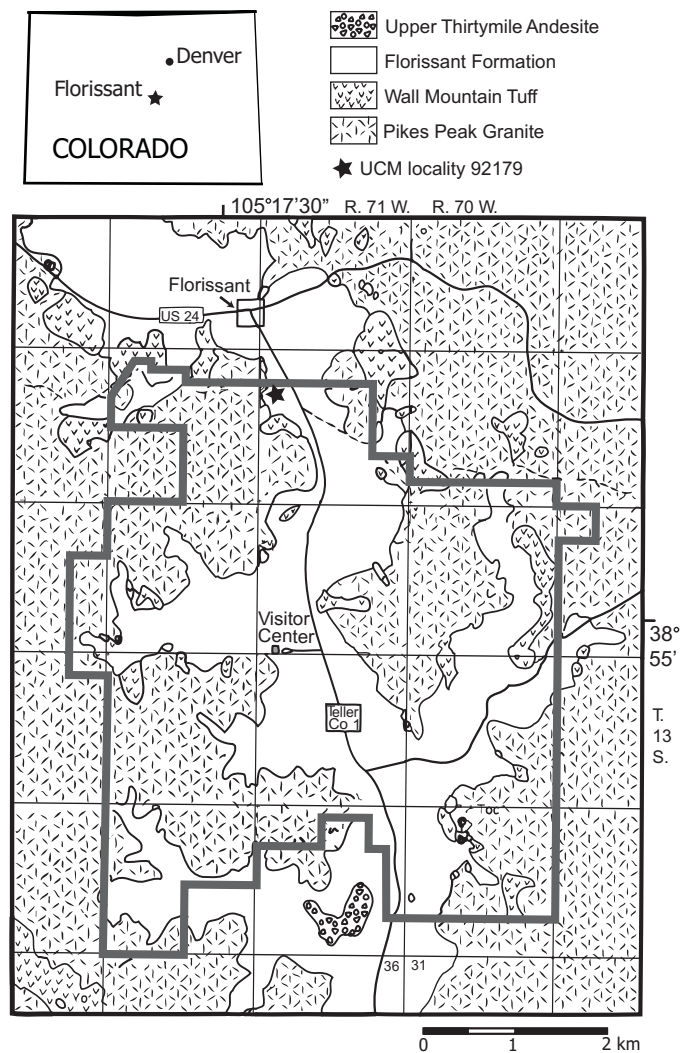 Denver
Florissant
COLORADO
Upper Thirtymile Andesite
Florissant Formation
Wall Mountain Tuff
Pikes Peak Granite
UCM locality 92179
105°17'30” R. 71 W. R. 70 W.
Florissant
US 24
Visitor
Center
38°
55'
Teller
Co 1
T.
13
S.
36 31
0 1 2 km